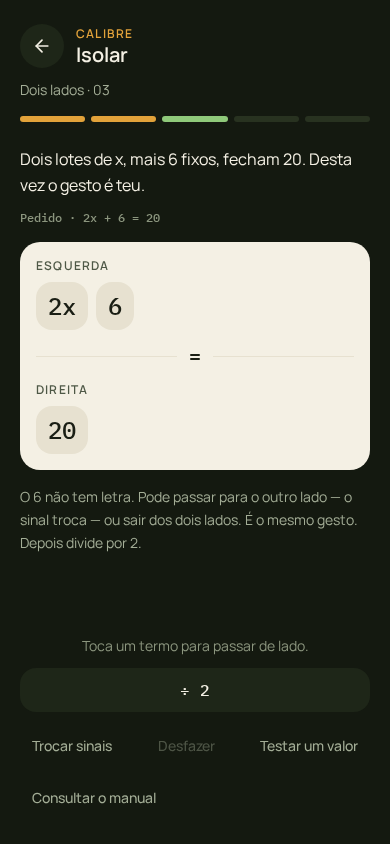 CALIBRE
Isolar
Dois lados · 03
Dois lotes de x, mais 6 fixos, fecham 20. Desta
vez o gesto é teu.
Pedido · 2x + 6 = 20
ESQUERDA
2x 6
=
DIREITA
20
O 6 não tem letra. Pode passar para o outro lado — o
sinal troca — ou sair dos dois lados. É o mesmo gesto.
Depois divide por 2.
Toca um termo para passar de lado.
÷ 2
Trocar sinais Desfazer Testar um valor
Consultar o manual